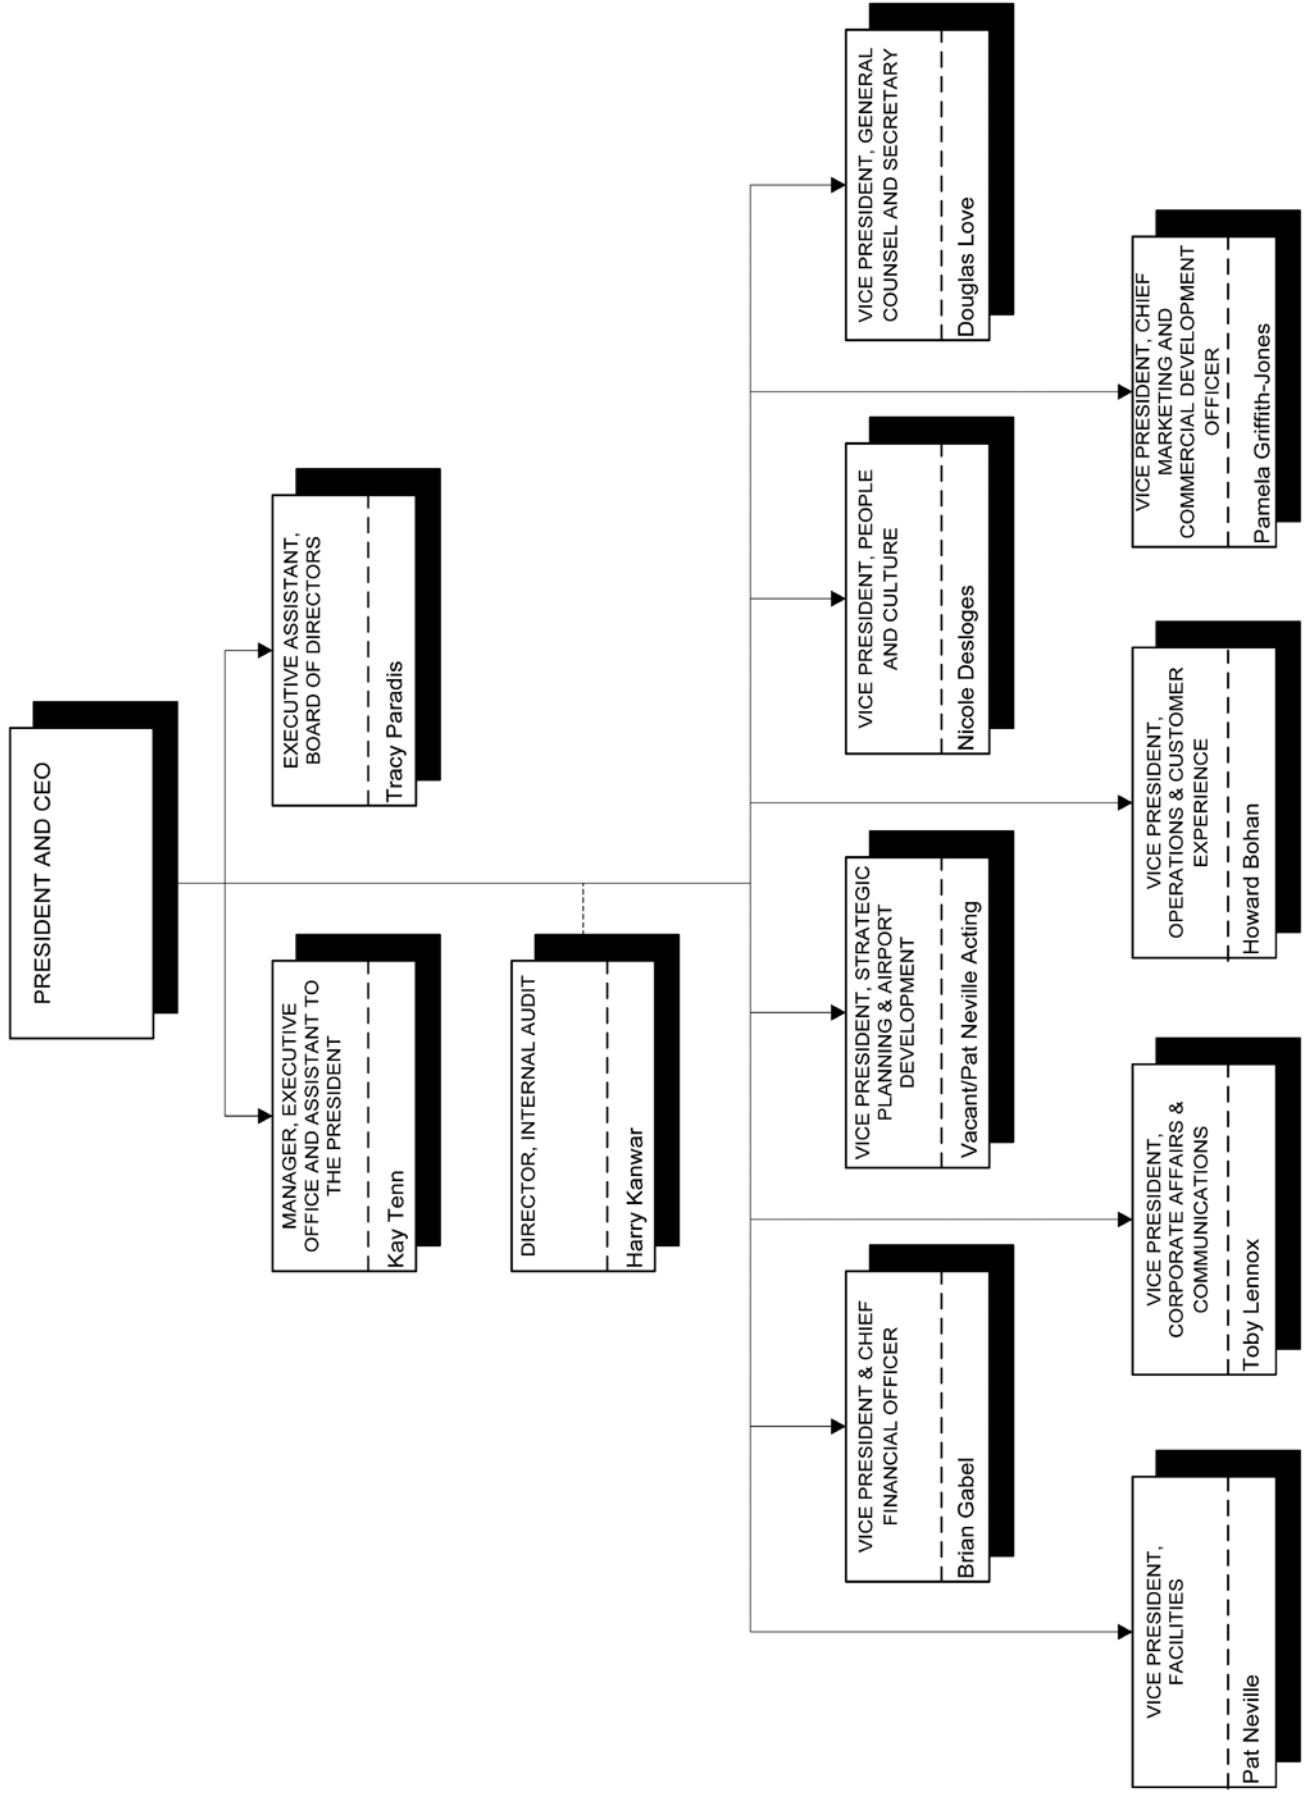 PRESIDENT AND CEO
MANAGER, EXECUTIVE
OFFICE AND ASSISTANT TO
THE PRESIDENT
Kay Tenn
EXECUTIVE ASSISTANT,
BOARD OF DIRECTORS
Tracy Paradis
DIRECTOR, INTERNAL AUDIT
Harry Kanwar
VICE PRESIDENT & CHIEF
FINANCIAL OFFICER
Brian Gabel
VICE PRESIDENT, STRATEGIC
PLANNING & AIRPORT
DEVELOPMENT
Vacant/Pat Neville Acting
VICE PRESIDENT, PEOPLE
AND CULTURE
Nicole Desloges
VICE PRESIDENT, GENERAL
COUNSEL AND SECRETARY
Douglas Love
VICE PRESIDENT,
FACILITIES
Pat Neville
VICE PRESIDENT,
CORPORATE AFFAIRS &
COMMUNICATIONS
Toby Lennox
VICE PRESIDENT,
OPERATIONS & CUSTOMER
EXPERIENCE
Howard Bohan
VICE PRESIDENT, CHIEF
MARKETING AND
COMMERCIAL DEVELOPMENT
OFFICER
Pamela Griffith-Jones